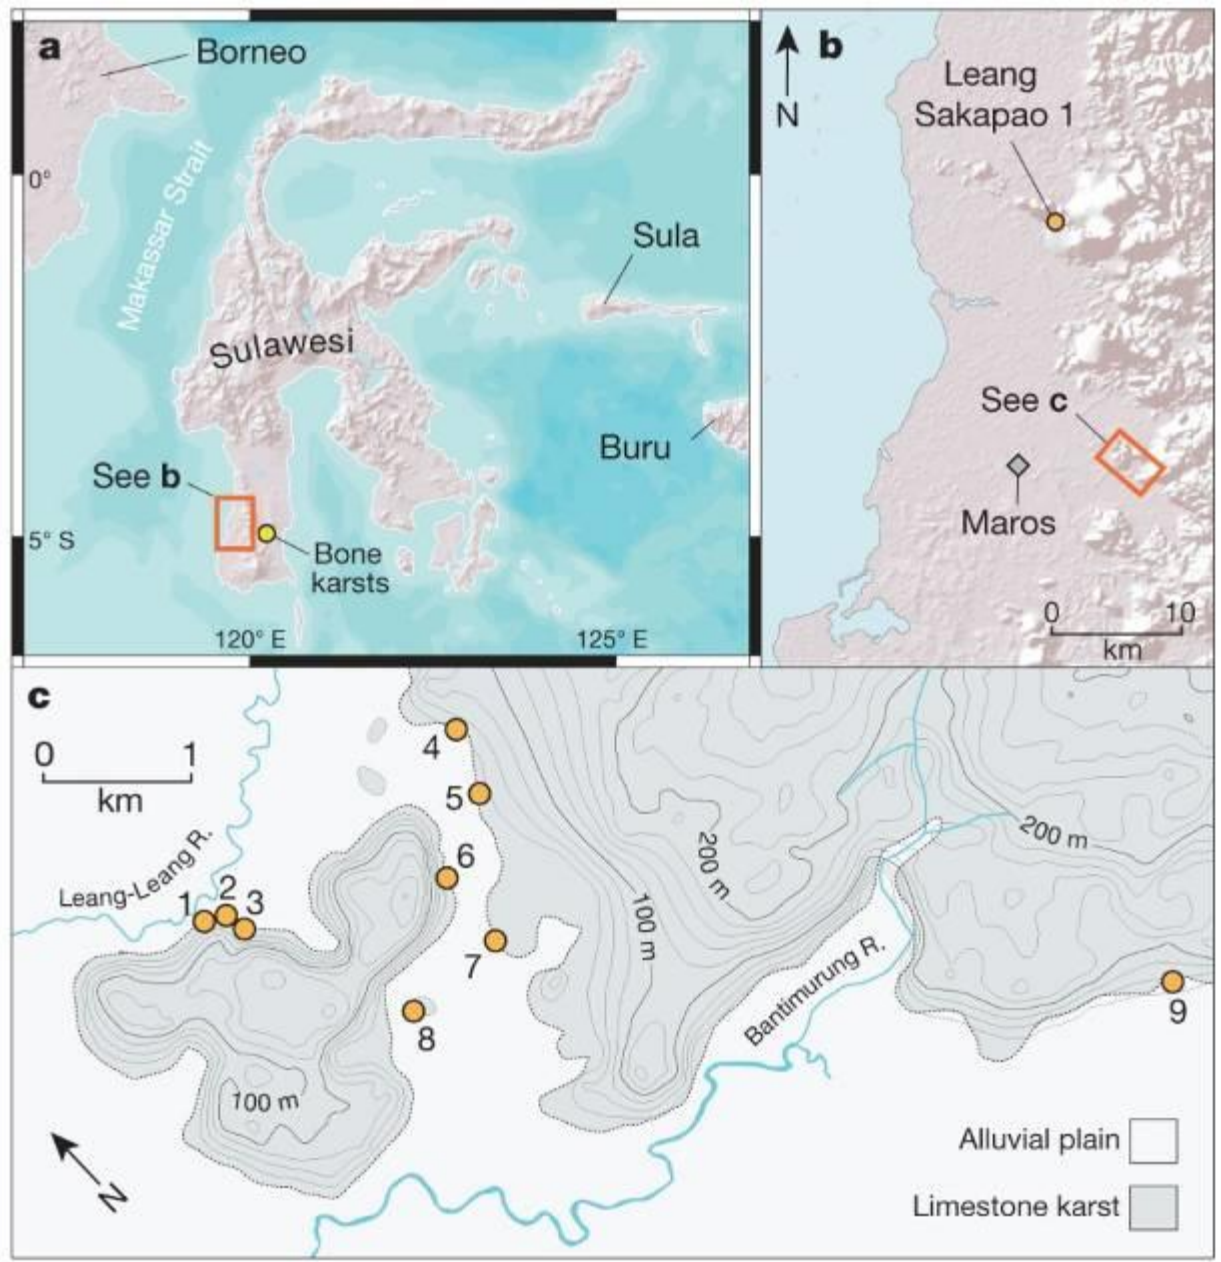 a
Borneo
Makassar Strait
0°
Sula
Sulawesi
Buru
See b
5° S
Bone
karsts
120° E
125° E
b
N
Leang
Sakapao 1
See c
Maros
0 10
km
c
0 1
km
4
5
6
Leang-Leang R.
1 2 3
7
8
200 m
200 m
100 m
Bantimurung R.
9
100 m
N
Alluvial plain
Limestone karst